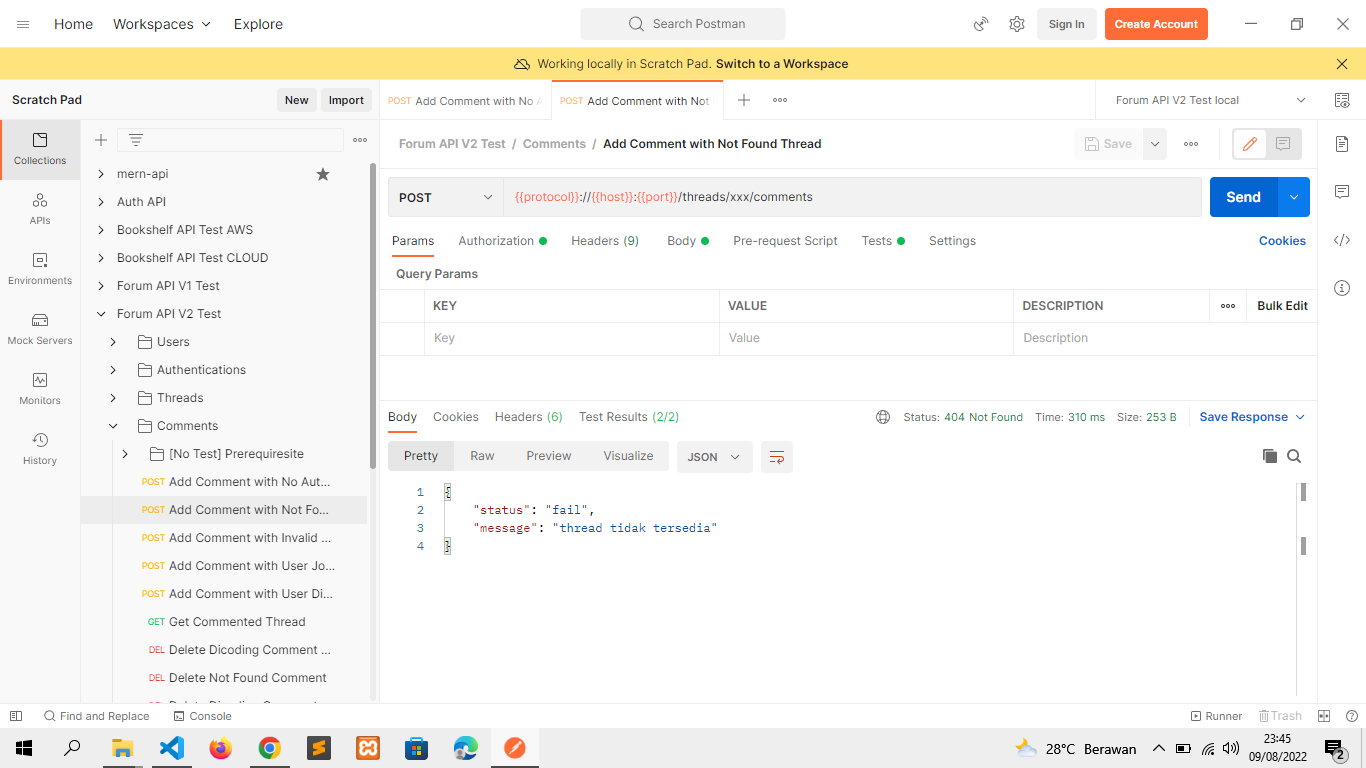 Home Workspaces Explore Search Postman Sign In Create Account
Working locally in Scratch Pad. Switch to a Workspace
Scratch Pad New Import
POST Add Comment with No A POST Add Comment with Not Forum API V2 Test local
Collections
APIs
Environments
Mock Servers
Monitors
History
mern-api
Auth API
Bookshelf API Test AWS
Bookshelf API Test CLOUD
Forum API V1 Test
Forum API V2 Test
Users
Authentications
Threads
Comments
[No Test] Prerequiresite
POST Add Comment with No Aut...
POST Add Comment with Not Fo...
POST Add Comment with Invalid ...
POST Add Comment with User Jo...
POST Add Comment with User Di...
GET Get Commented Thread
DEL Delete Dicoding Comment ...
DEL Delete Not Found Comment
Forum API V2 Test / Comments / Add Comment with Not Found Thread Save
POST {{protocol}}://{{host}}:{{port}}/threads/xxx/comments Send
Params Authorization Headers (9) Body Pre-request Script Tests Settings Cookies
Query Params
KEY VALUE DESCRIPTION Bulk Edit
Key Value Description
Body Cookies Headers (6) Test Results (2/2) Status: 404 Not Found Time: 310 ms Size: 253 B Save Response
Pretty Raw Preview Visualize JSON
1 {
2 "status": "fail",
3 "message": "thread tidak tersedia"
4 }
Find and Replace Console Runner Trash
28°C Berawan 23:45
09/08/2022 2